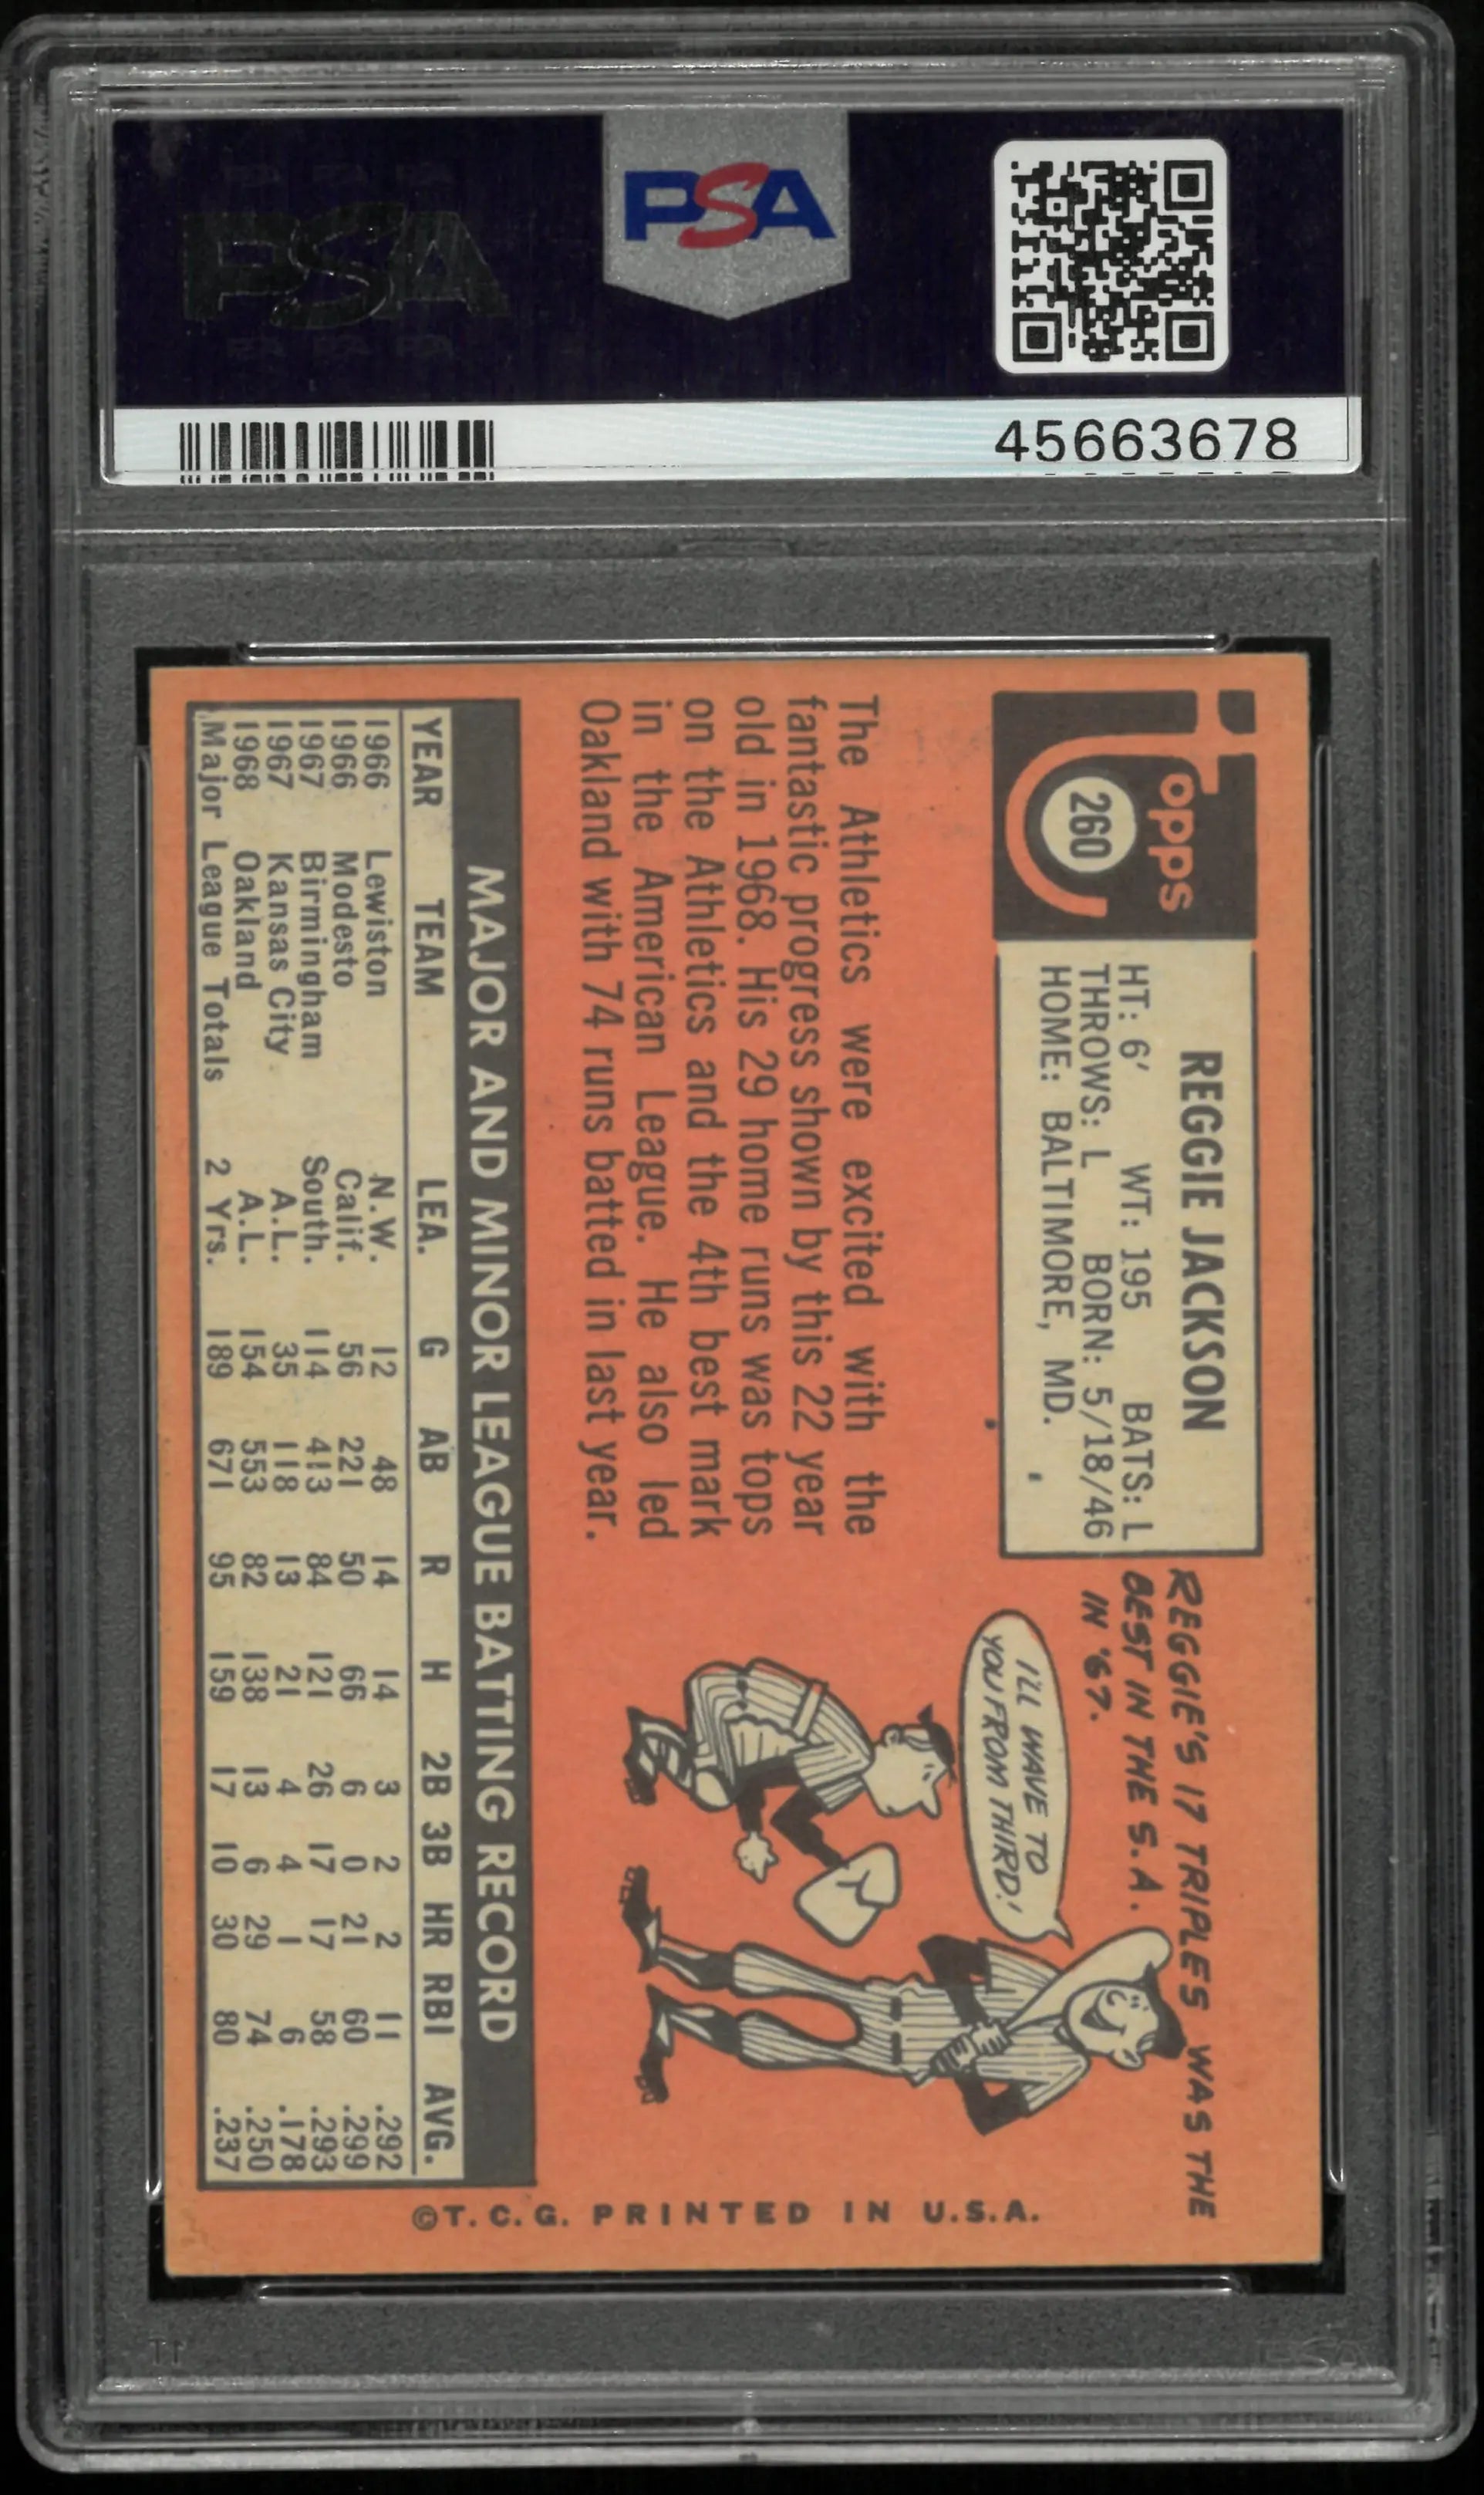 PSA
PSA
45663678
Topps
260
REGGIE JACKSON
HT: 6' WT: 195 BATS: L
THROWS: L BORN: 5/18/46
HOME: BALTIMORE, MD.
REGGIE'S 17 TRIPLES WAS THE
BEST IN THE S.A.
IN '67.
I'LL WAVE TO
YOU FROM THIRD!
The Athletics were excited with the
fantastic progress shown by this 22 year
old in 1968. His 29 home runs was tops
on the Athletics and the 4th best mark
in the American League. He also led
Oakland with 74 runs batted in last year.
MAJOR AND MINOR LEAGUE BATTING RECORD
YEAR TEAM LEA. G AB R H 2B 3B HR RBI AVG.
1966 Lewiston N.W. 12 48 14 14 3 2 2 11 .292
1966 Modesto Calif. 56 221 50 66 6 0 21 60 .299
1967 Birmingham South. 114 413 84 121 26 17 17 58 .293
1967 Kansas City A.L. 35 118 13 21 4 4 1 6 .178
1968 Oakland A.L. 154 553 82 138 13 6 29 74 .250
Major League Totals 2 Yrs. 189 671 95 159 17 10 30 80 .237
©T.C.G. PRINTED IN U.S.A.
PSA